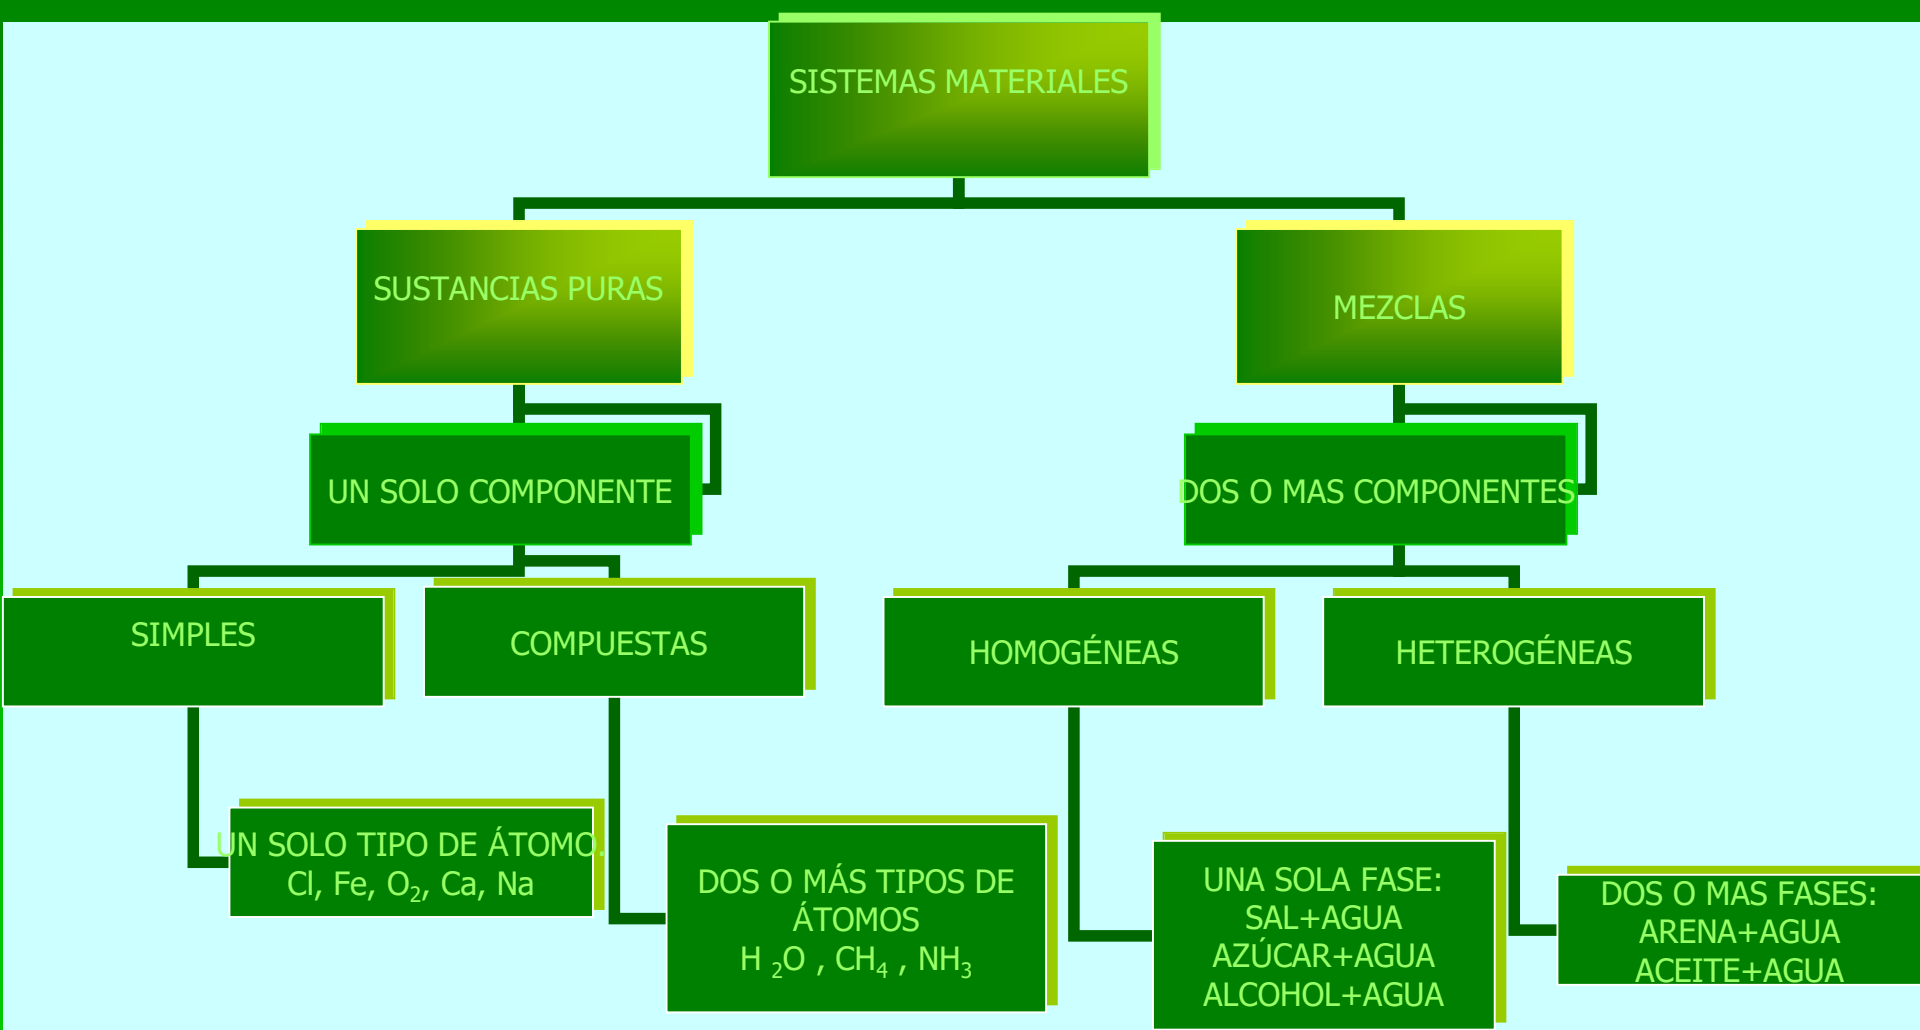 SISTEMAS MATERIALES
SUSTANCIAS PURAS
MEZCLAS
UN SOLO COMPONENTE
DOS O MAS COMPONENTES
SIMPLES
COMPUESTAS
HOMOGÉNEAS
HETEROGÉNEAS
UN SOLO TIPO DE ÁTOMO.
Cl, Fe, O₂, Ca, Na
DOS O MÁS TIPOS DE
ÁTOMOS
H ₂O , CH₄ , NH₃
UNA SOLA FASE:
SAL+AGUA
AZÚCAR+AGUA
ALCOHOL+AGUA
DOS O MAS FASES:
ARENA+AGUA
ACEITE+AGUA